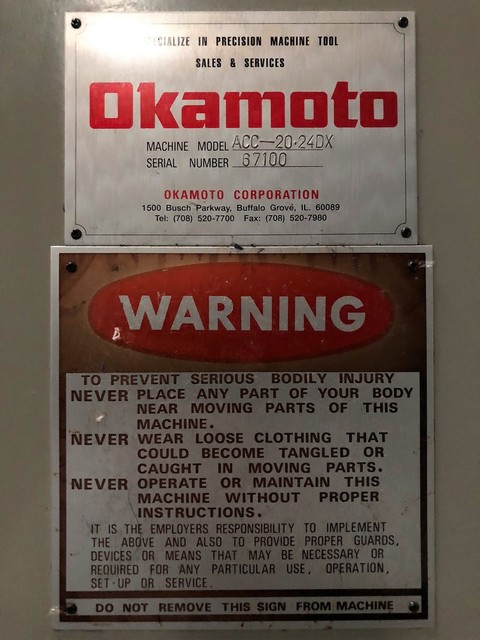 SPECIALIZE IN PRECISION MACHINE TOOL
SALES & SERVICES
Okamoto
MACHINE MODEL ACC-20·24DX
SERIAL NUMBER 67100
OKAMOTO CORPORATION
1500 Busch Parkway, Buffalo Grove, IL. 60089
Tel: (708) 520-7700 Fax: (708) 520-7980
WARNING
TO PREVENT SERIOUS BODILY INJURY
NEVER PLACE ANY PART OF YOUR BODY
NEAR MOVING PARTS OF THIS
MACHINE.
NEVER WEAR LOOSE CLOTHING THAT
COULD BECOME TANGLED OR
CAUGHT IN MOVING PARTS.
NEVER OPERATE OR MAINTAIN THIS
MACHINE WITHOUT PROPER
INSTRUCTIONS.
IT IS THE EMPLOYERS RESPONSIBILITY TO IMPLEMENT
THE ABOVE AND ALSO TO PROVIDE PROPER GUARDS,
DEVICES OR MEANS THAT MAY BE NECESSARY OR
REQUIRED FOR ANY PARTICULAR USE, OPERATION,
SET-UP OR SERVICE.
DO NOT REMOVE THIS SIGN FROM MACHINE